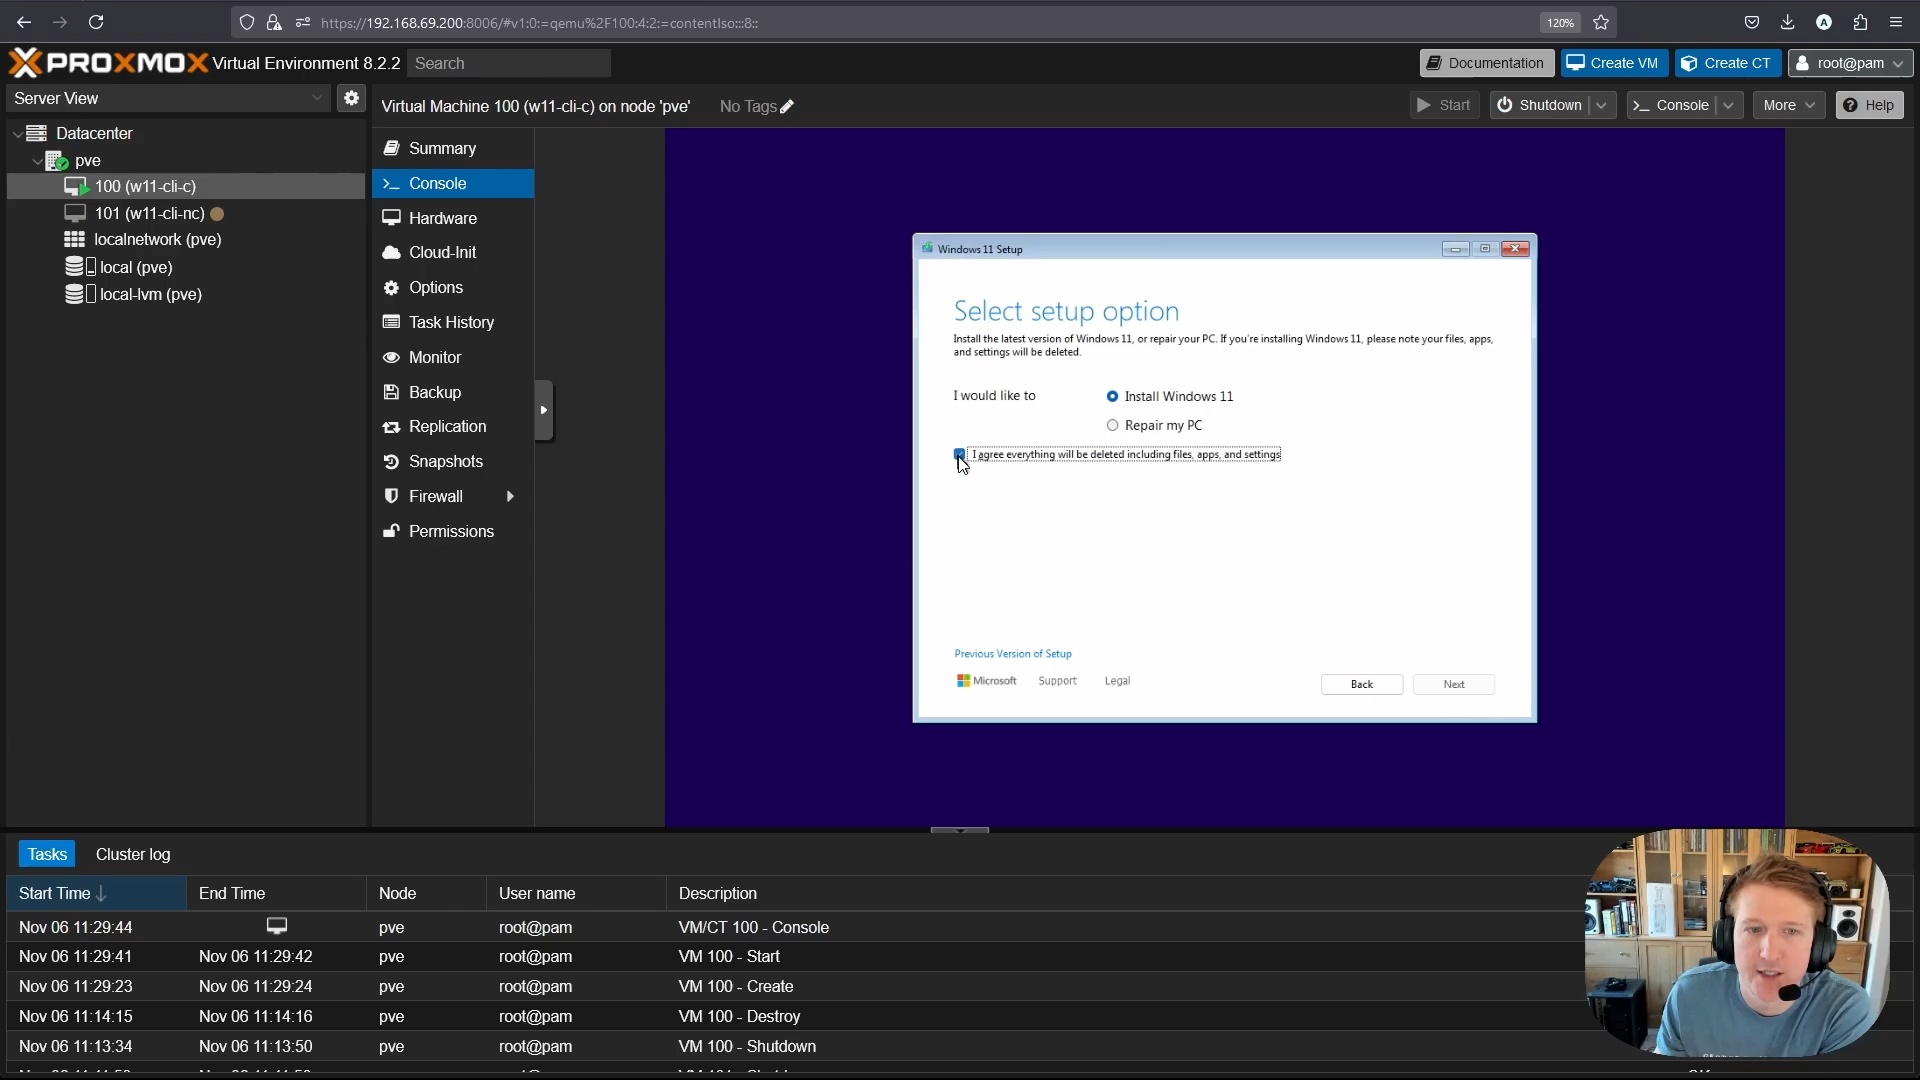 https://192.168.69.200:8006/#v1:0:=qemu%2F100:4:2:=contentIso:::8::
120%
A
PROXMOX Virtual Environment 8.2.2
Search
Documentation
Create VM
Create CT
root@pam
Server View
Virtual Machine 100 (w11-cli-c) on node 'pve'
No Tags
Start
Shutdown
Console
More
Help
Datacenter
pve
100 (w11-cli-c)
101 (w11-cli-nc)
localnetwork (pve)
local (pve)
local-lvm (pve)
Summary
Console
Hardware
Cloud-Init
Options
Task History
Monitor
Backup
Replication
Snapshots
Firewall
Permissions
Windows 11 Setup
Select setup option
Install the latest version of Windows 11, or repair your PC. If you're installing Windows 11, please note your files, apps,
and settings will be deleted.
I would like to
Install Windows 11
Repair my PC
I agree everything will be deleted including files, apps, and settings
Previous Version of Setup
Microsoft
Support
Legal
Back
Next
Tasks
Cluster log
Start Time
End Time
Node
User name
Description
Nov 06 11:29:44
pve
root@pam
VM/CT 100 - Console
Nov 06 11:29:41
Nov 06 11:29:42
pve
root@pam
VM 100 - Start
Nov 06 11:29:23
Nov 06 11:29:24
pve
root@pam
VM 100 - Create
Nov 06 11:14:15
Nov 06 11:14:16
pve
root@pam
VM 100 - Destroy
Nov 06 11:13:34
Nov 06 11:13:50
pve
root@pam
VM 100 - Shutdown